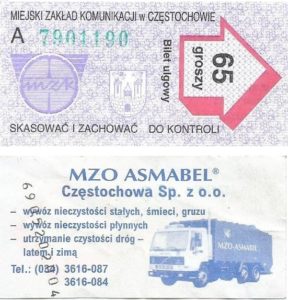 MIEJSKI ZAKŁAD KOMUNIKACJI w CZĘSTOCHOWIE
A 7901190
mzk
65
groszy
Bilet ulgowy
SKASOWAĆ I ZACHOWAĆ DO KONTROLI
MZO ASMABEL®
Częstochowa Sp. z o.o.
– wywóz nieczystości stałych, śmieci, gruzu
– wywóz nieczystości płynnych
– utrzymanie czystości dróg –
latem i zimą
Tel.: (034) 3616-087
3616-084
MZO-ASMABEL